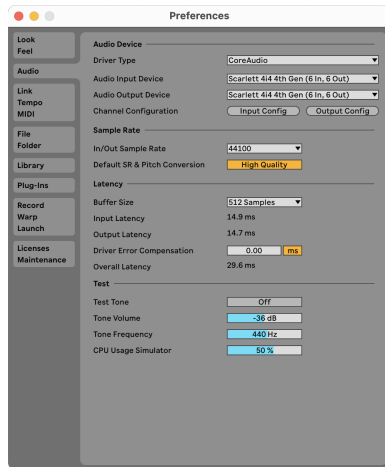 Preferences
Look
Feel
Audio
Link
Tempo
MIDI
File
Folder
Library
Plug-Ins
Record
Warp
Launch
Licenses
Maintenance
Audio Device
Driver Type CoreAudio
Audio Input Device Scarlett 4i4 4th Gen (6 In, 6 Out)
Audio Output Device Scarlett 4i4 4th Gen (6 In, 6 Out)
Channel Configuration Input Config Output Config
Sample Rate
In/Out Sample Rate 44100
Default SR & Pitch Conversion High Quality
Latency
Buffer Size 512 Samples
Input Latency 14.9 ms
Output Latency 14.7 ms
Driver Error Compensation 0.00 ms
Overall Latency 29.6 ms
Test
Test Tone Off
Tone Volume -36 dB
Tone Frequency 440 Hz
CPU Usage Simulator 50 %